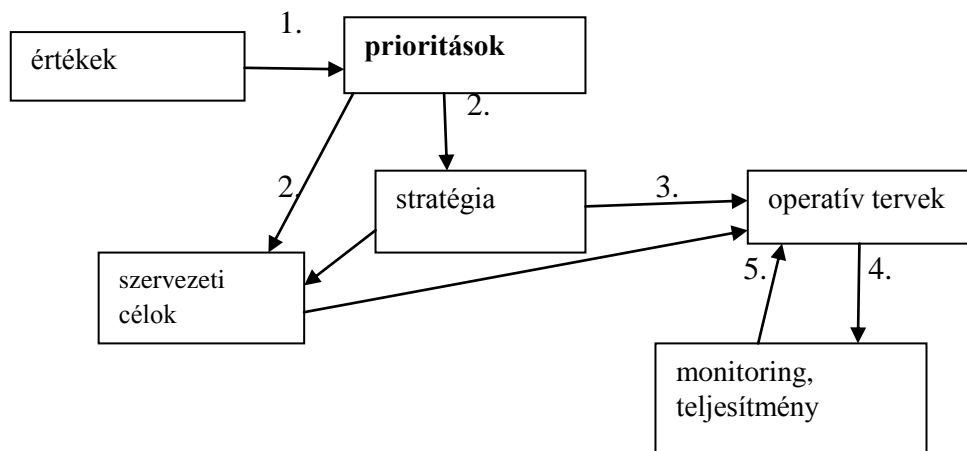 1.
értékek
prioritások
2.
2.
stratégia
3.
operatív tervek
szervezeti
célok
5.
4.
monitoring,
teljesítmény